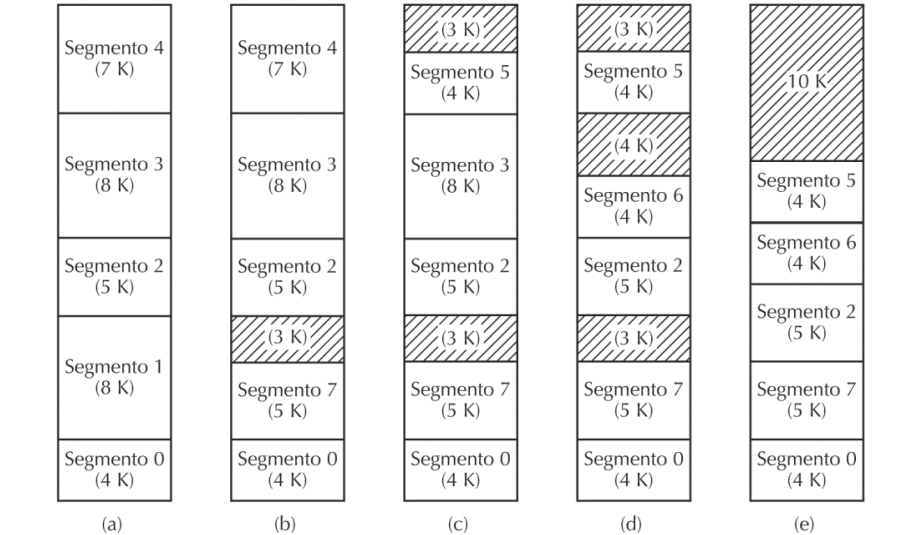 Segmento 4
(7 K)
Segmento 3
(8 K)
Segmento 2
(5 K)
Segmento 1
(8 K)
Segmento 0
(4 K)
(a)
Segmento 4
(7 K)
Segmento 3
(8 K)
Segmento 2
(5 K)
(3 K)
Segmento 7
(5 K)
Segmento 0
(4 K)
(b)
(3 K)
Segmento 5
(4 K)
Segmento 3
(8 K)
Segmento 2
(5 K)
(3 K)
Segmento 7
(5 K)
Segmento 0
(4 K)
(c)
(3 K)
Segmento 5
(4 K)
(4 K)
Segmento 6
(4 K)
Segmento 2
(5 K)
(3 K)
Segmento 7
(5 K)
Segmento 0
(4 K)
(d)
10 K
Segmento 5
(4 K)
Segmento 6
(4 K)
Segmento 2
(5 K)
Segmento 7
(5 K)
Segmento 0
(4 K)
(e)